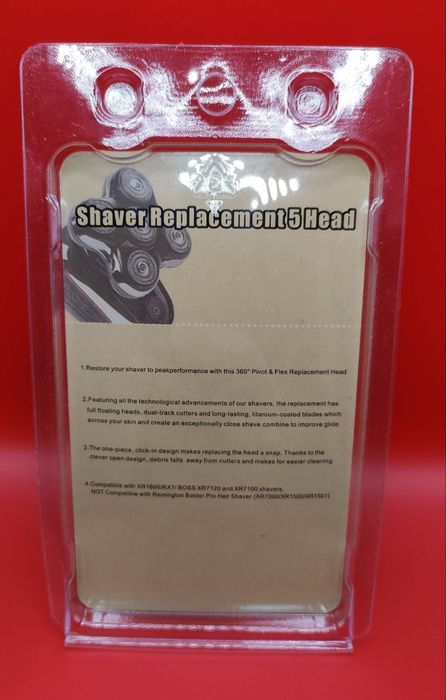 Shaver Replacement 5 Head
1.Restore your shaver to peakperformance with this 360° Pivot & Flex Replacement Head
2.Featuring all the technological advancements of our shavers, the replacement has
full floating heads, dual-track cutters and long-lasting, titanium-coated blades which
across your skin and create an exceptionally close shave,combine to improve glide
3.The one-piece, click-in design makes replacing the head a snap. Thanks to the
clever open design, debris falls away from cutters and makes for easier cleaning
4.Compatible with XR1600/RX7/ BOSS XR7120 and XR7100 shavers,
NOT Compatible with Remington Balder Pro Hair Shaver (XR7000/XR1500/XR1801)